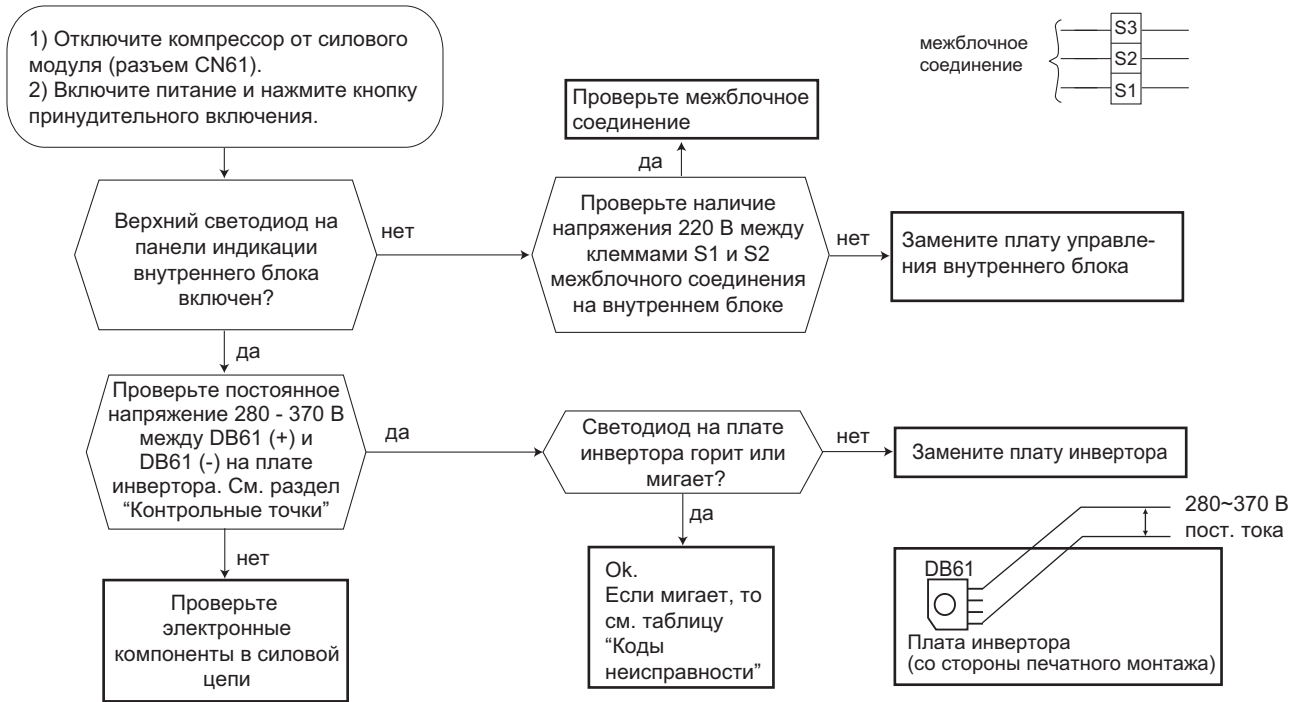 1) Отключите компрессор от силового
модуля (разъем CN61).
2) Включите питание и нажмите кнопку
принудительного включения.
межблочное
соединение
S3
S2
S1
Проверьте межблочное
соединение
да
Верхний светодиод на
панели индикации
внутреннего блока
включен?
нет
Проверьте наличие
напряжения 220 В между
клеммами S1 и S2
межблочного соединения
на внутреннем блоке
нет
Замените плату управле-
ния внутреннего блока
да
Проверьте постоянное
напряжение 280 - 370 В
между DB61 (+) и
DB61 (-) на плате
инвертора. См. раздел
“Контрольные точки”
да
Светодиод на плате
инвертора горит или
мигает?
нет
Замените плату инвертора
нет
Проверьте
электронные
компоненты в силовой
цепи
да
Ok.
Если мигает, то
см. таблицу
“Коды
неисправности”
280~370 В
пост. тока
DB61
Плата инвертора
(со стороны печатного монтажа)